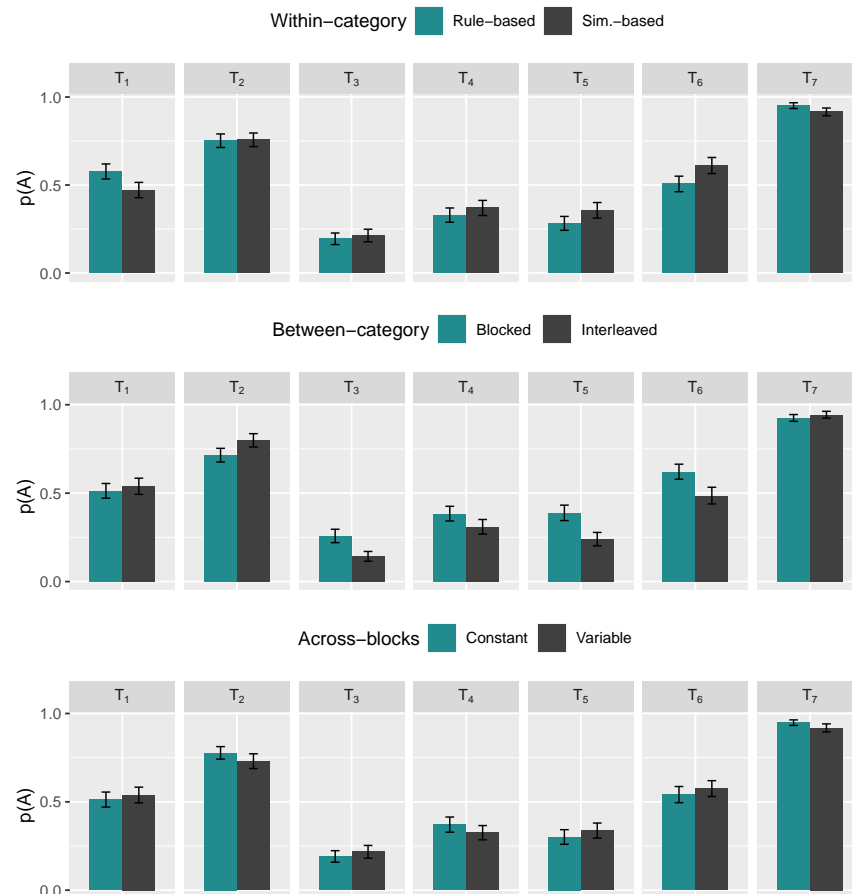 Within−category Rule−based Sim.−based
T₁ T₂ T₃ T₄ T₅ T₆ T₇
1.0
0.5
0.0
p(A)
Between−category Blocked Interleaved
T₁ T₂ T₃ T₄ T₅ T₆ T₇
1.0
0.5
0.0
p(A)
Across−blocks Constant Variable
T₁ T₂ T₃ T₄ T₅ T₆ T₇
1.0
0.5
0.0
p(A)